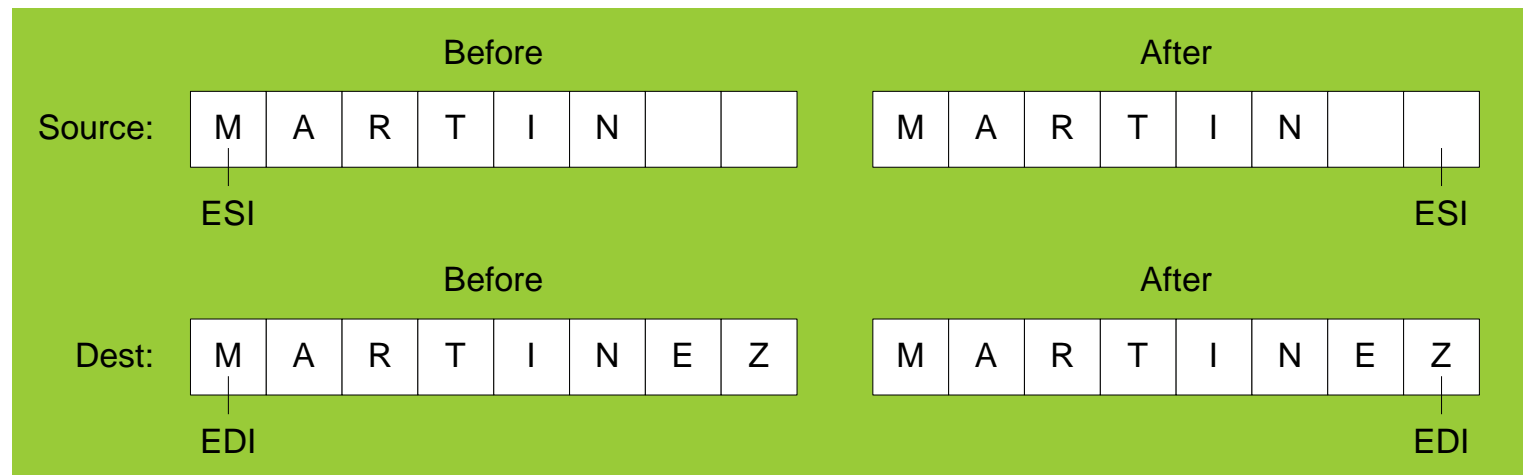 Before After
Source: M A R T I N M A R T I N
ESI ESI
Before After
Dest: M A R T I N E Z M A R T I N E Z
EDI EDI